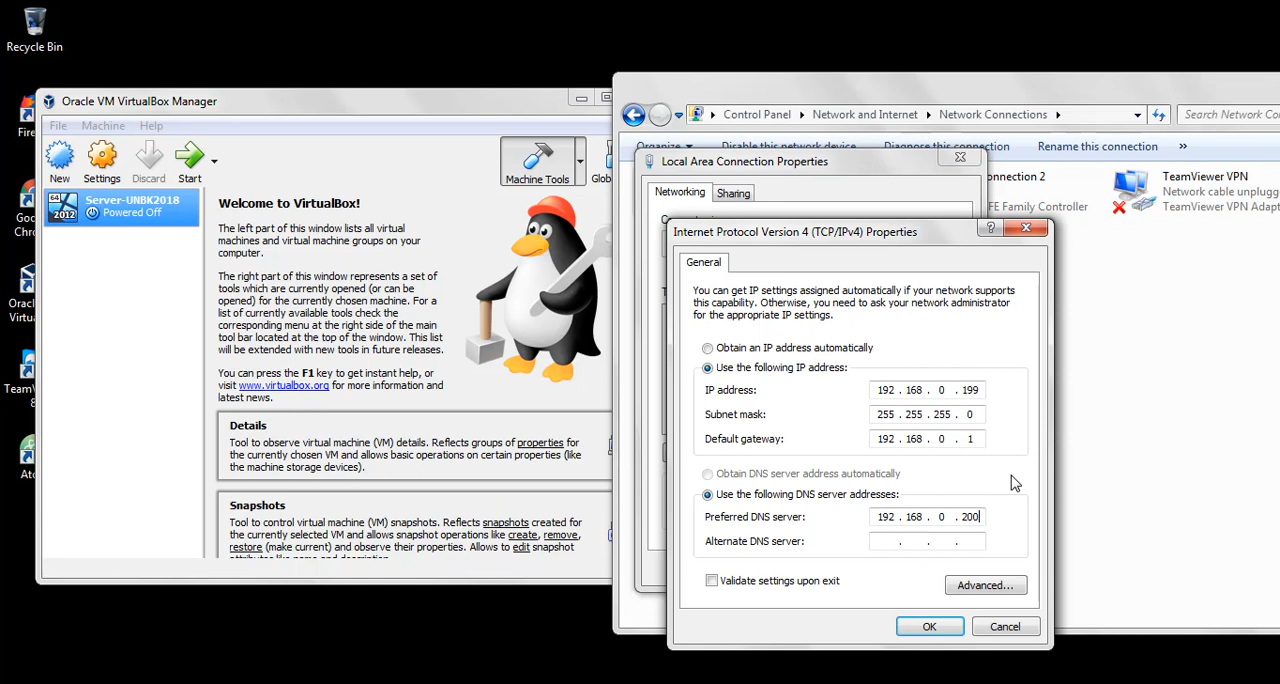 Recycle Bin
Fire
Goo
Chro
Oracl
Virtua
TeamV
8
Ato
Oracle VM VirtualBox Manager
File Machine Help
New Settings Discard Start
Machine Tools
Glob
64
2012
Server-UNBK2018
Powered Off
Welcome to VirtualBox!
The left part of this window lists all virtual
machines and virtual machine groups on your
computer.
The right part of this window represents a set of
tools which are currently opened (or can be
opened) for the currently chosen machine. For a
list of currently available tools check the
corresponding menu at the right side of the main
tool bar located at the top of the window. This list
will be extended with new tools in future releases.
You can press the F1 key to get instant help, or
visit www.virtualbox.org for more information and
latest news.
Details
Tool to observe virtual machine (VM) details. Reflects groups of properties for
the currently chosen VM and allows basic operations on certain properties (like
the machine storage devices).
Snapshots
Tool to control virtual machine (VM) snapshots. Reflects snapshots created for
the currently selected VM and allows snapshot operations like create, remove,
restore (make current) and observe their properties. Allows to edit snapshot
Control Panel Network and Internet Network Connections
Search Network Co
Organize Disable this network device Diagnose this connection Rename this connection »
onnection 2
FE Family Controller
TeamViewer VPN
Network cable unplugge
TeamViewer VPN Adapt
Local Area Connection Properties
Networking Sharing
Internet Protocol Version 4 (TCP/IPv4) Properties
?
General
You can get IP settings assigned automatically if your network supports
this capability. Otherwise, you need to ask your network administrator
for the appropriate IP settings.
Obtain an IP address automatically
Use the following IP address:
IP address: 192 . 168 . 0 . 199
Subnet mask: 255 . 255 . 255 . 0
Default gateway: 192 . 168 . 0 . 1
Obtain DNS server address automatically
Use the following DNS server addresses:
Preferred DNS server: 192 . 168 . 0 . 200
Alternate DNS server: . . .
Validate settings upon exit
Advanced...
OK Cancel